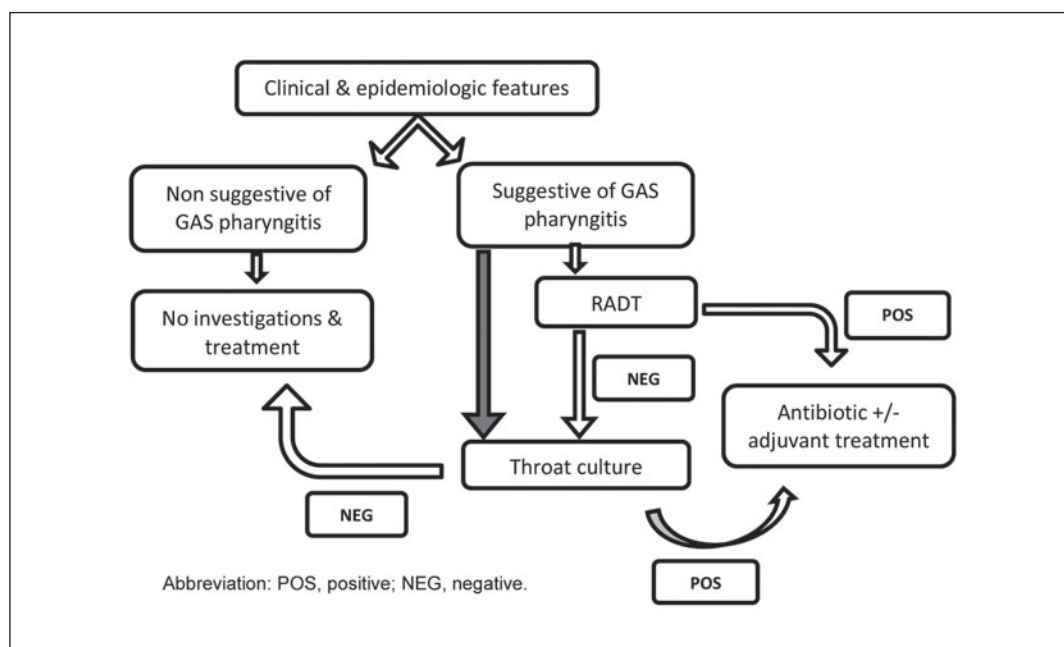 Clinical & epidemiologic features
Non suggestive of
GAS pharyngitis
Suggestive of GAS
pharyngitis
No investigations &
treatment
RADT
POS
NEG
Antibiotic +/-
adjuvant treatment
Throat culture
NEG
POS
Abbreviation: POS, positive; NEG, negative.